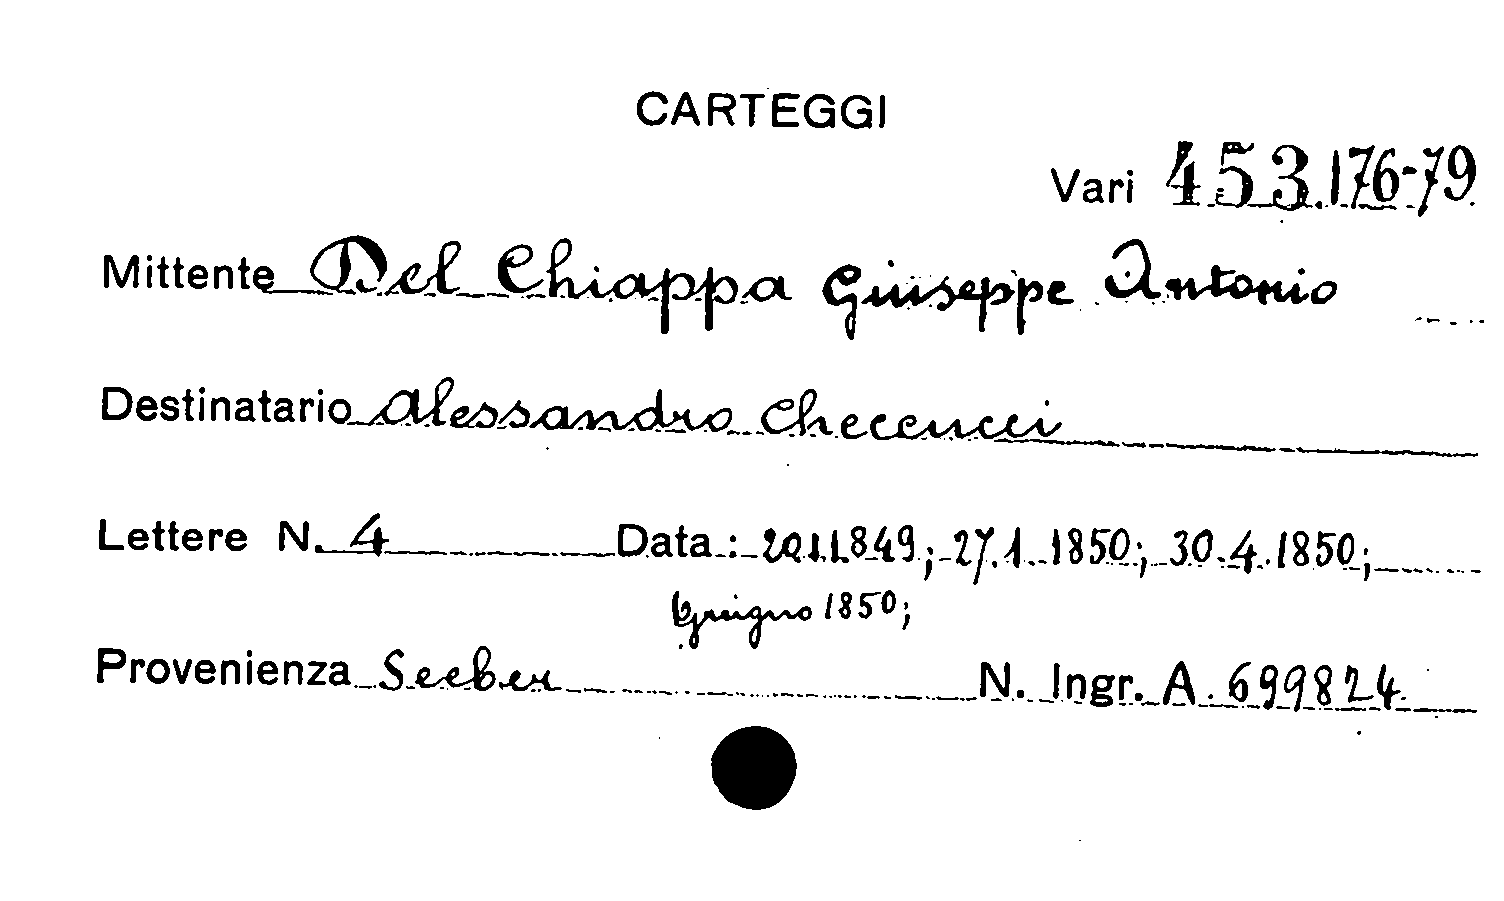 CARTEGGI
Vari 453.176-79
Mittente Del Chiappa Giuseppe Antonio
Destinatario Alessandro Checcucci
Lettere N. 4 Data: 20.11.1849; 27.1.1850; 30.4.1850;
Giugno 1850;
Provenienza Seeber N. Ingr. A. 699824